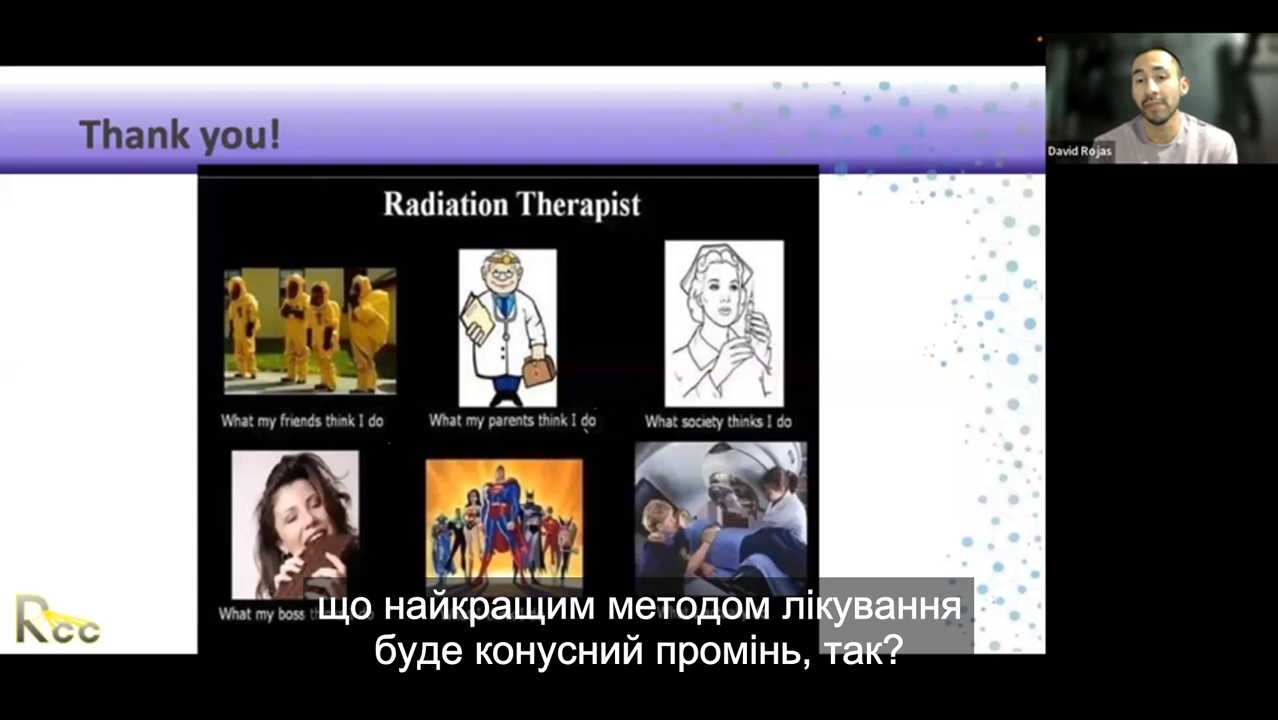 Thank you!
David Rojas
Radiation Therapist
What my friends think I do
What my parents think I do
What society thinks I do
What my boss
Rcc
що найкращим методом лікування
буде конусний промінь, так?